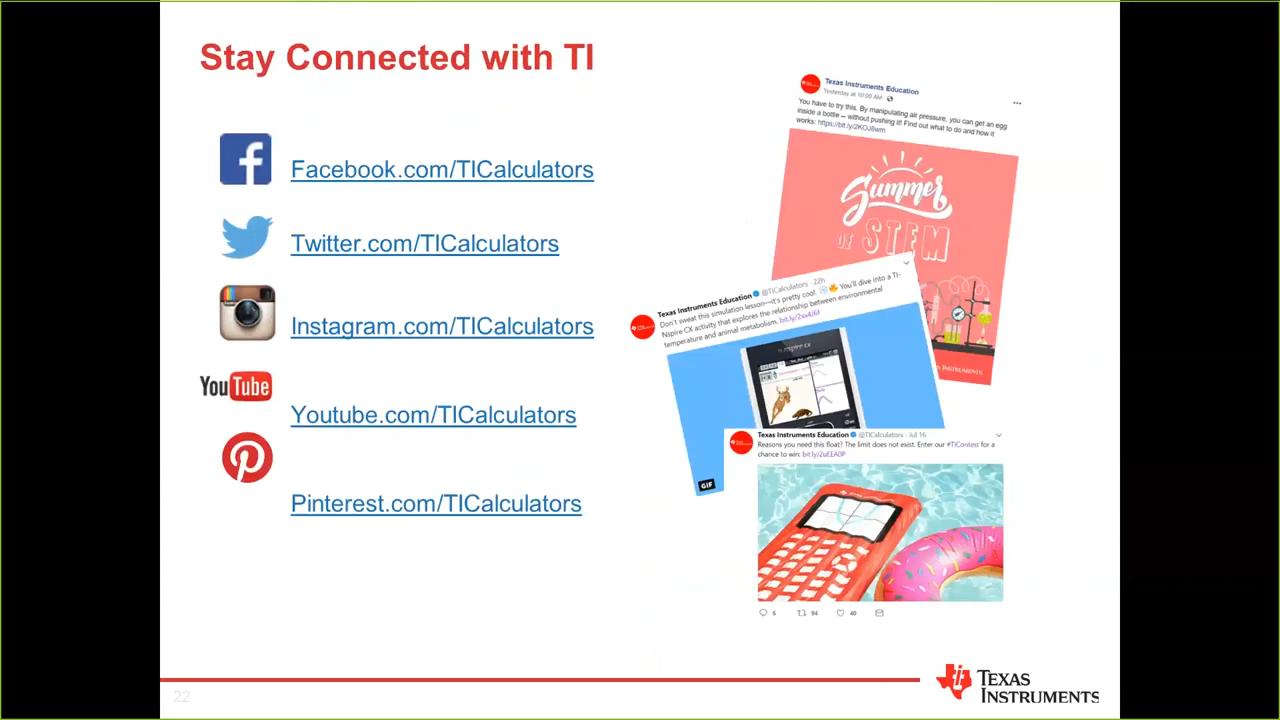 Stay Connected with TI
Facebook.com/TICalculators
Twitter.com/TICalculators
Instagram.com/TICalculators
You Tube
Youtube.com/TICalculators
Pinterest.com/TICalculators
Texas Instruments Education
Yesterday at 10:00 AM
You have to try this. By manipulating air pressure, you can get an egg
inside a bottle – without pushing it! Find out what to do and how it
works: https://bit.ly/2KOJ8wm
Summer
OF STEM
INSTRUMENTS
Texas Instruments Education @TICalculators · 22h
Don't sweat this simulation lesson—it's pretty cool. You'll dive into a TI-
Nspire CX activity that explores the relationship between environmental
temperature and animal metabolism.
nspire CX
GIF
Texas Instruments Education @TICalculators · Jul 16
Reasons you need this float? The limit does not exist. Enter our #TIContest for a
chance to win: bit.ly/2uEEA0P
6 94 40
22
TEXAS
INSTRUMENTS